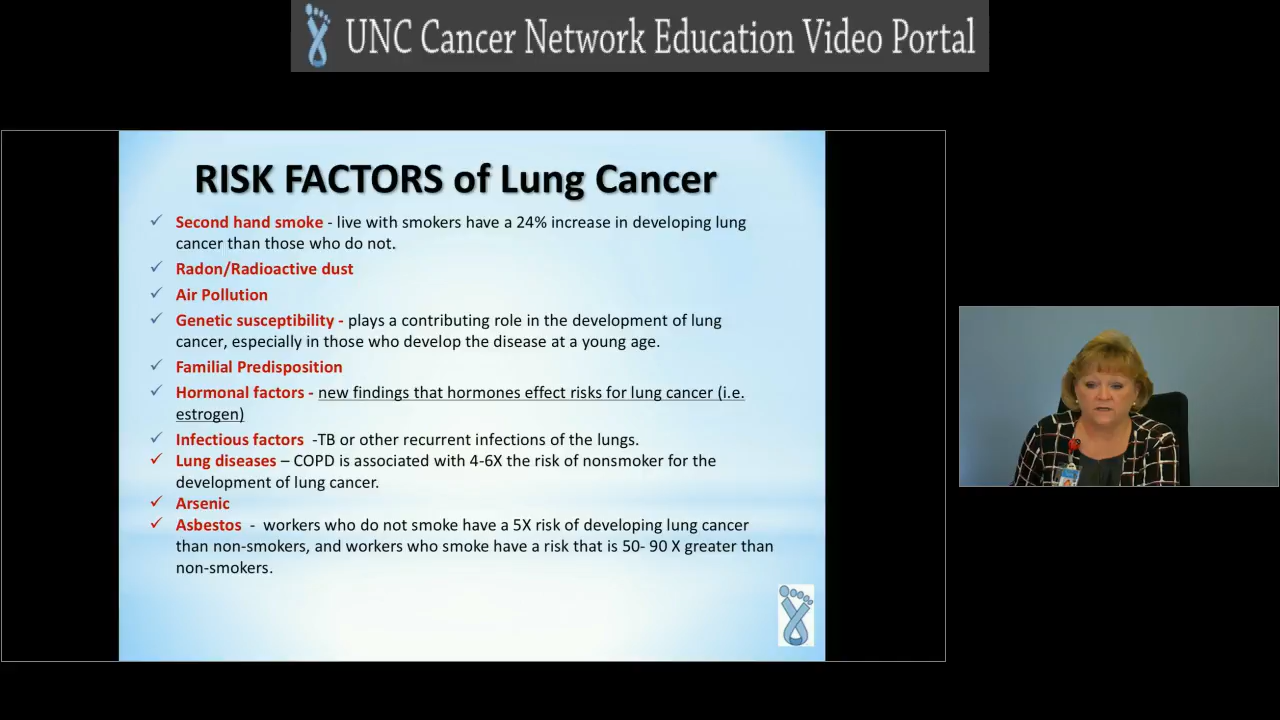 UNC Cancer Network Education Video Portal
RISK FACTORS of Lung Cancer
Second hand smoke - live with smokers have a 24% increase in developing lung
cancer than those who do not.
Radon/Radioactive dust
Air Pollution
Genetic susceptibility - plays a contributing role in the development of lung
cancer, especially in those who develop the disease at a young age.
Familial Predisposition
Hormonal factors - new findings that hormones effect risks for lung cancer (i.e.
estrogen)
Infectious factors -TB or other recurrent infections of the lungs.
Lung diseases – COPD is associated with 4-6X the risk of nonsmoker for the
development of lung cancer.
Arsenic
Asbestos - workers who do not smoke have a 5X risk of developing lung cancer
than non-smokers, and workers who smoke have a risk that is 50- 90 X greater than
non-smokers.